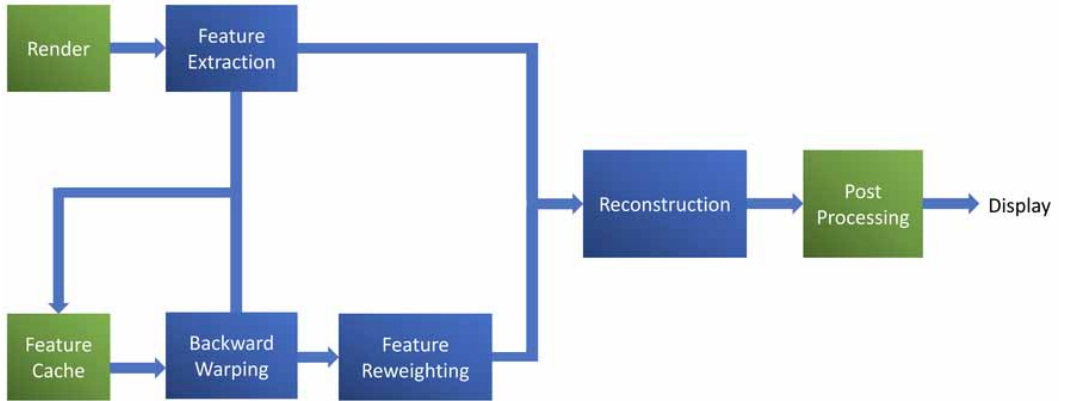 Render
Feature
Extraction
Reconstruction
Post
Processing
Display
Feature
Cache
Backward
Warping
Feature
Reweighting